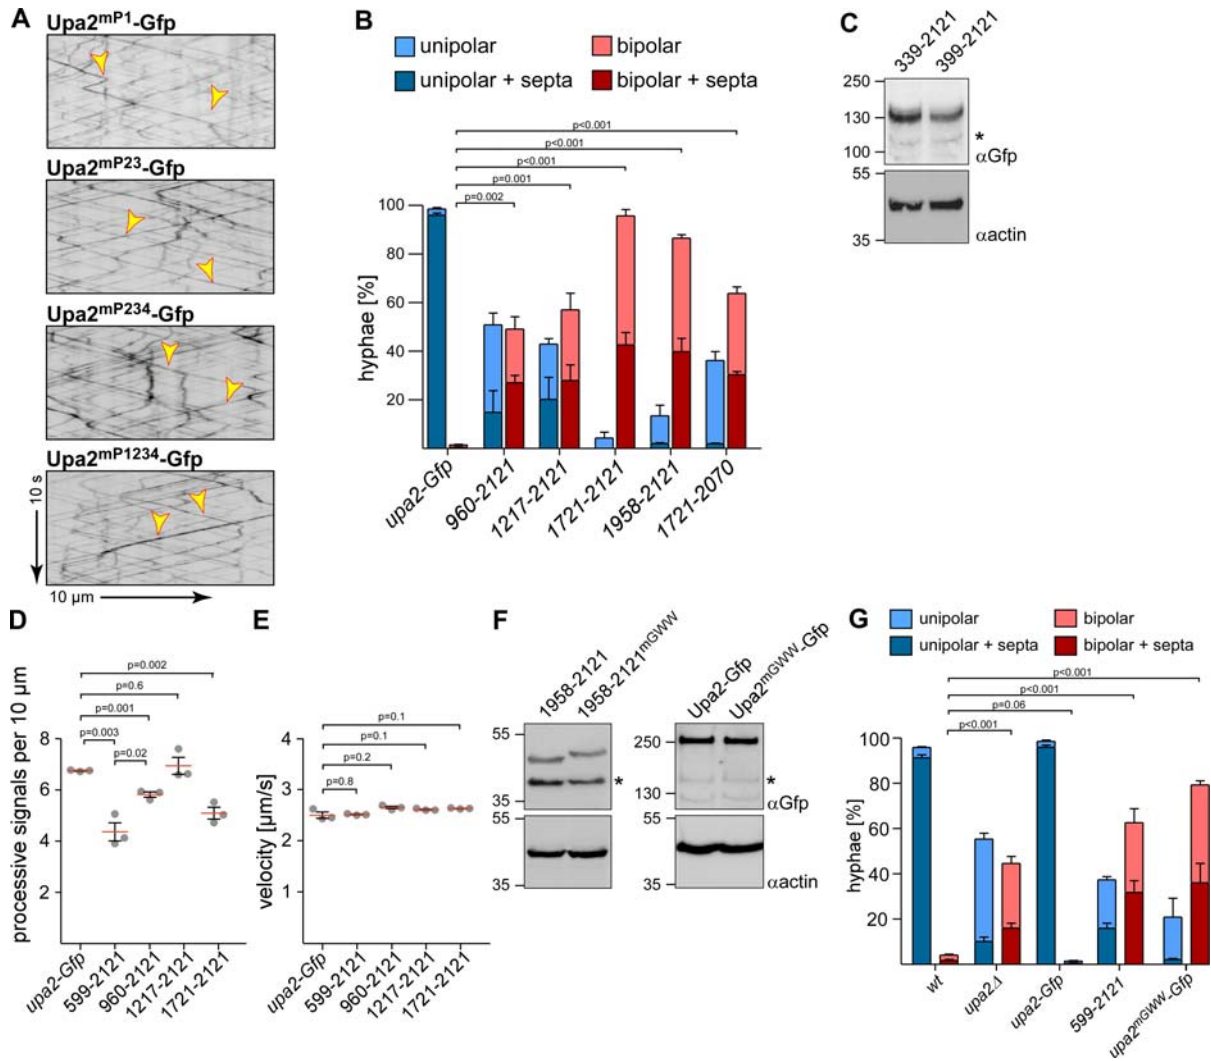 A
Upa2mP1-Gfp
Upa2mP23-Gfp
Upa2mP234-Gfp
Upa2mP1234-Gfp
10 s
10 µm
B
unipolar
bipolar
unipolar + septa
bipolar + septa
p<0.001
p<0.001
p<0.001
p=0.001
p=0.002
hyphae [%]
100
80
60
40
20
upa2-Gfp
960-2121
1217-2121
1721-2121
1958-2121
1721-2070
C
339-2121
399-2121
250
130
100
*
αGfp
55
35
αactin
D
processive signals per 10 µm
p=0.002
p=0.6
p=0.001
p=0.003
p=0.02
8
6
4
2
upa2-Gfp
599-2121
960-2121
1217-2121
1721-2121
E
velocity [µm/s]
p=0.1
p=0.1
p=0.2
p=0.8
4
3
2
1
upa2-Gfp
599-2121
960-2121
1217-2121
1721-2121
F
1958-2121
1958-2121mGWW
55
35
*
55
35
Upa2-Gfp
Upa2mGWW-Gfp
250
130
*
αGfp
55
35
αactin
G
unipolar
bipolar
unipolar + septa
bipolar + septa
p<0.001
p<0.001
p=0.06
p<0.001
hyphae [%]
100
80
60
40
20
wt
upa2Δ
upa2-Gfp
599-2121
upa2mGWW-Gfp